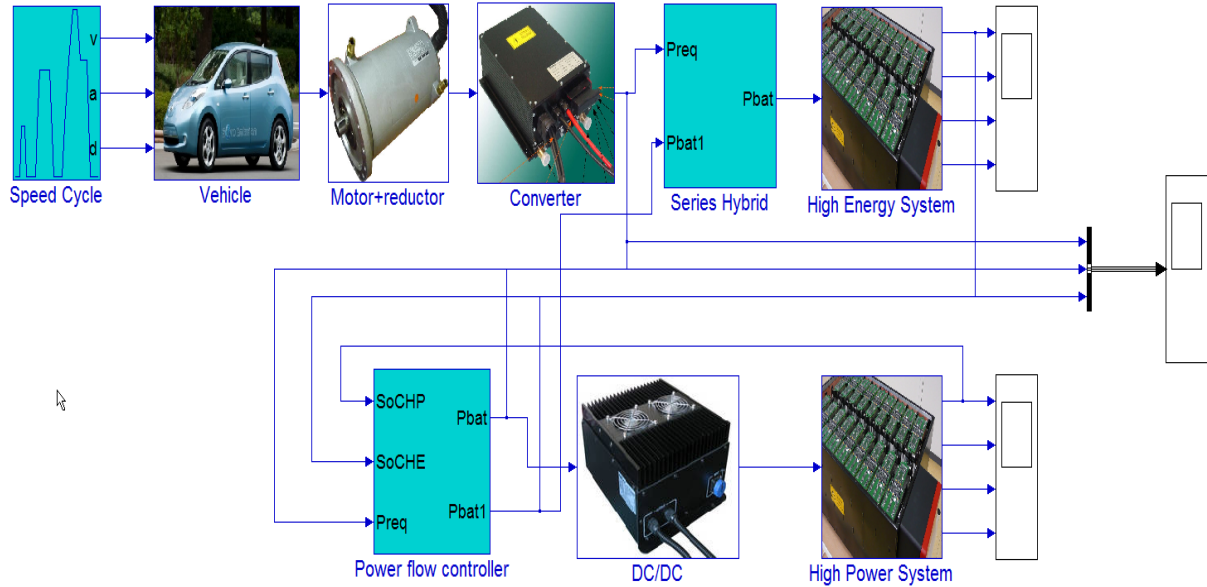 v
a
d
Speed Cycle
Vehicle
Motor+reductor
Converter
Preq
Pbat1
Pbat
Series Hybrid
High Energy System
SoCHP
SoCHE
Preq
Pbat
Pbat1
Power flow controller
DC/DC
High Power System